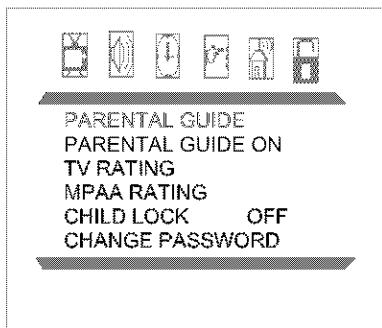 PARENTAL GUIDE
PARENTAL GUIDE ON
TV RATING
MPAA RATING
CHILD LOCK OFF
CHANGE PASSWORD